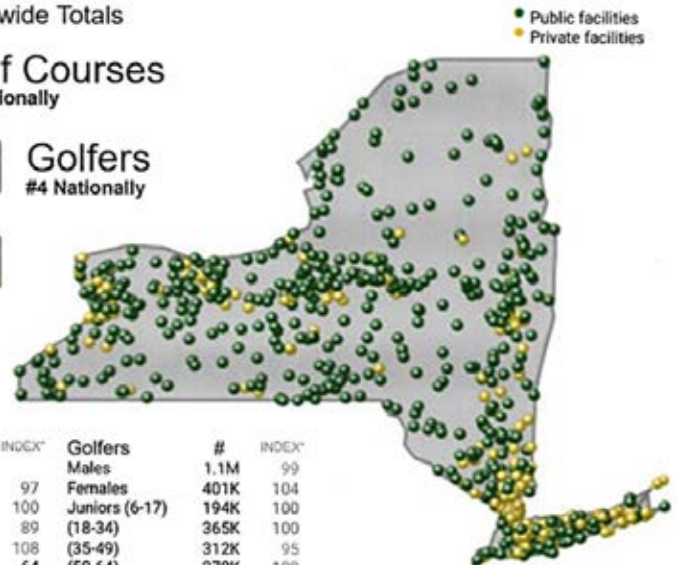 wide Totals
Public facilities
Private facilities
f Courses
ionally
Golfers
#4 Nationally
INDEX* Golfers # INDEX*
Males 1.1M 99
97 Females 401K 104
100 Juniors (6-17) 194K 100
89 (18-34) 365K 100
108 (35-49) 312K 95